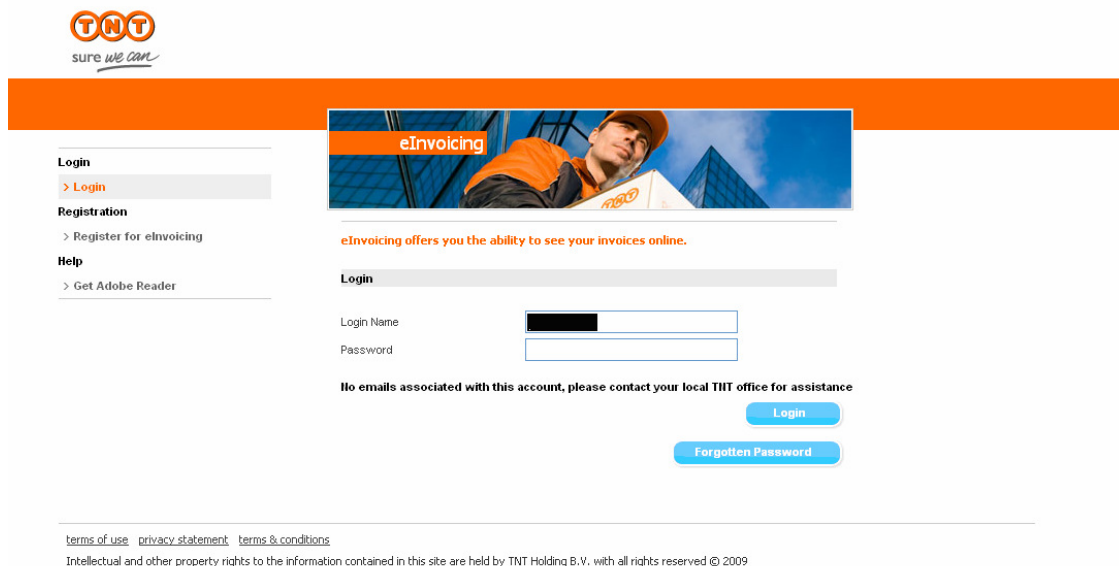 TNT
sure we can
eInvoicing
TNT
Login
> Login
Registration
> Register for eInvoicing
Help
> Get Adobe Reader
eInvoicing offers you the ability to see your invoices online.
Login
Login Name
Password
No emails associated with this account, please contact your local TNT office for assistance
Login
Forgotten Password
terms of use privacy statement terms & conditions
Intellectual and other property rights to the information contained in this site are held by TNT Holding B.V. with all rights reserved © 2009